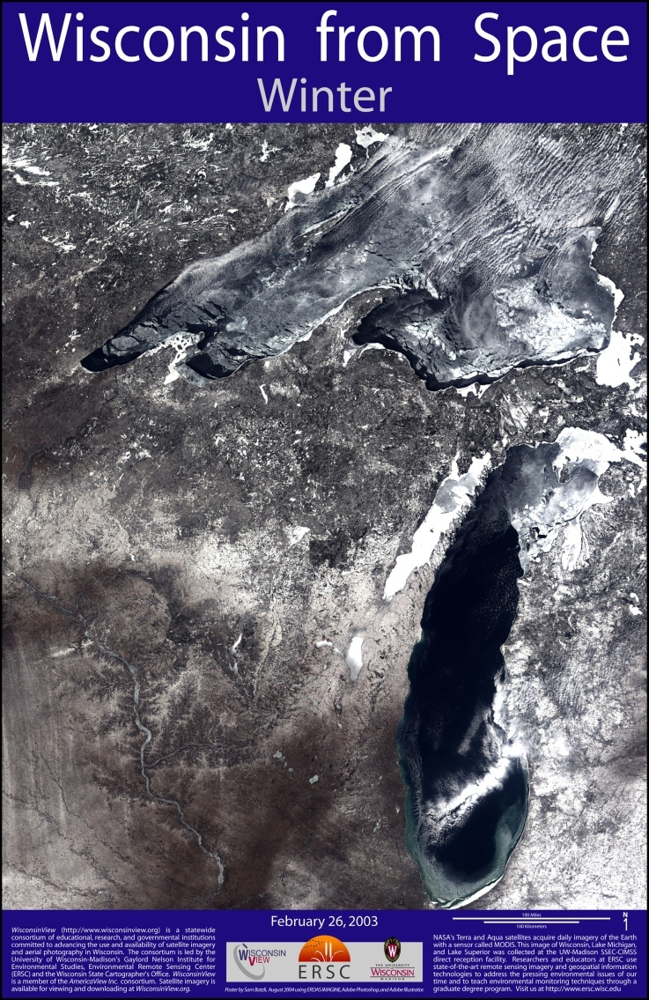 Wisconsin from Space
Winter
February 26, 2003
100 Miles
100 Kilometers
N
1
WisconsinView (http://www.wisconsinview.org) is a statewide
consortium of educational, research, and governmental institutions
committed to advancing the use and availability of satellite imagery
and aerial photography in Wisconsin. The consortium is led by the
University of Wisconsin-Madison's Gaylord Nelson Institute for
Environmental Studies, Environmental Remote Sensing Center
(ERSC) and the Wisconsin State Cartographer's Office. WisconsinView
is a member of the AmericaView Inc. consortium. Satellite imagery is
available for viewing and downloading at WisconsinView.org.
WISCONSIN
VIEW
ERSC
W
THE UNIVERSITY
of
WISCONSIN
MADISON
Poster by Sam Batzli, August 2004 using ERDAS IMAGINE, Adobe Photoshop, and Adobe Illustrator.
NASA's Terra and Aqua satellites acquire daily imagery of the Earth
with a sensor called MODIS. This image of Wisconsin, Lake Michigan,
and Lake Superior was collected at the UW-Madison SSEC-CIMSS
direct reception facility. Researchers and educators at ERSC use
state-of-the-art remote sensing imagery and geospatial information
technologies to address the pressing environmental issues of our
time and to teach environmental monitoring techniques through a
graduate degree program. Visit us at http://www.ersc.wisc.edu